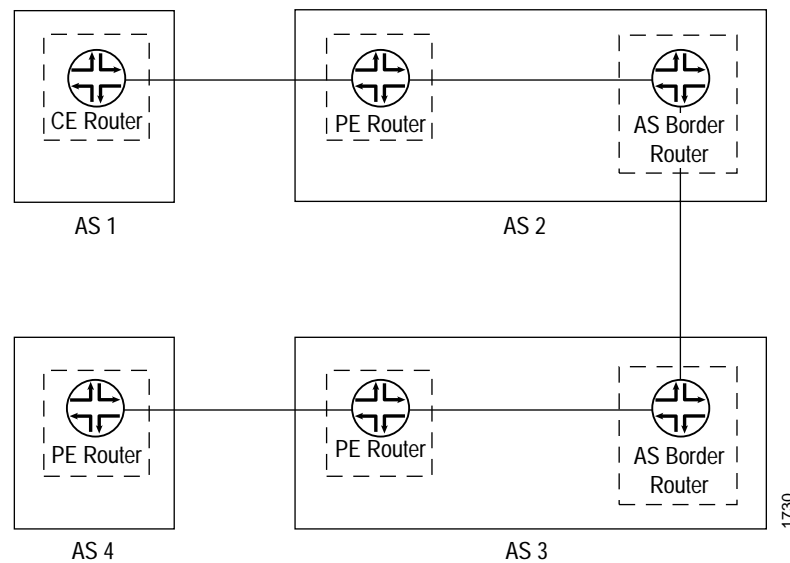 CE Router
PE Router
AS Border
Router
AS 1
AS 2
PE Router
PE Router
AS Border
Router
1730
AS 4
AS 3